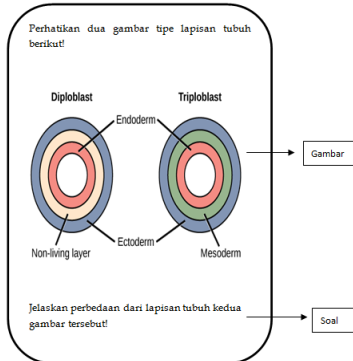 Perhatikan dua gambar tipe lapisan tubuh
berikut!
Diploblast
Triploblast
Endoderm
Gambar
Ectoderm
Non-living layer
Mesoderm
Jelaskan perbedaan dari lapisan tubuh kedua
gambar tersebut!
Soal